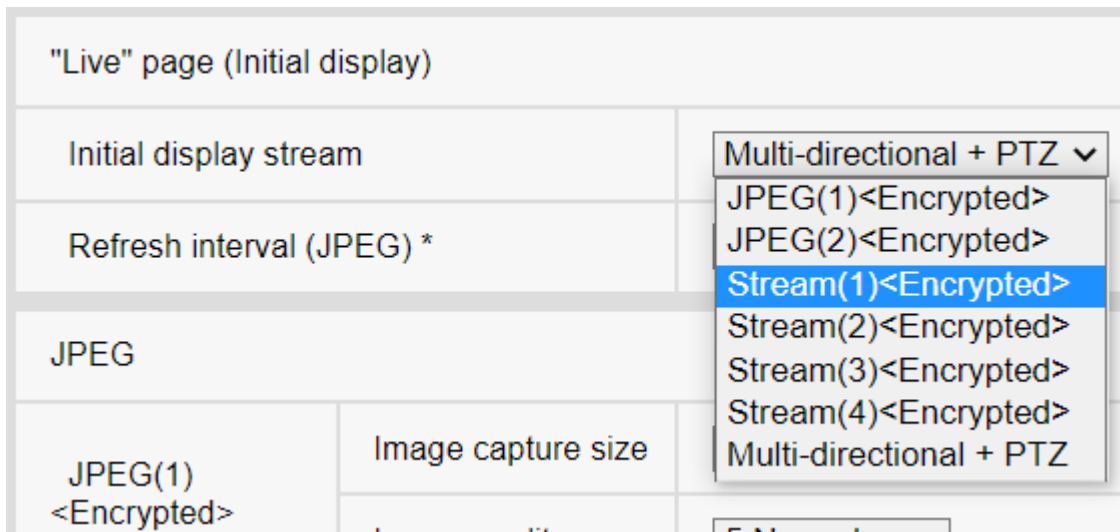 "Live" page (Initial display)
Initial display stream
Multi-directional + PTZ
JPEG(1)<Encrypted>
JPEG(2)<Encrypted>
Stream(1)<Encrypted>
Stream(2)<Encrypted>
Stream(3)<Encrypted>
Stream(4)<Encrypted>
Multi-directional + PTZ
Refresh interval (JPEG) *
JPEG
JPEG(1)
<Encrypted>
Image capture size